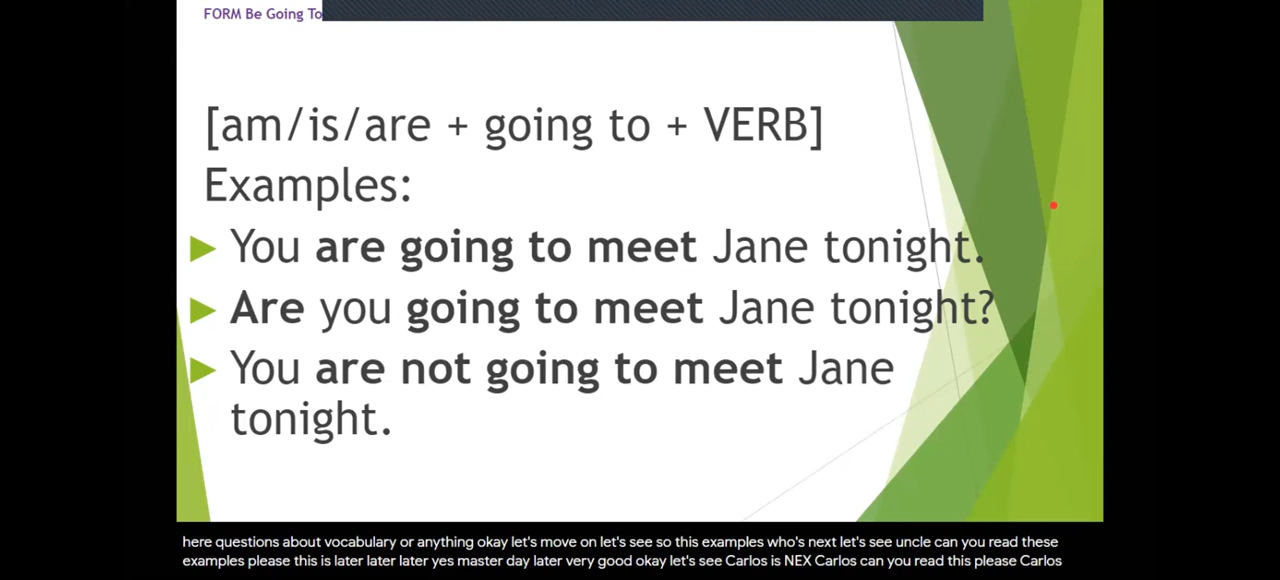 FORM Be Going To
[am/is/are + going to + VERB]
Examples:
You are going to meet Jane tonight.
Are you going to meet Jane tonight?
You are not going to meet Jane
tonight.
here questions about vocabulary or anything okay let's move on let's see so this examples who's next let's see uncle can you read these
examples please this is later later later yes master day later very good okay let's see Carlos is NEX Carlos can you read this please Carlos